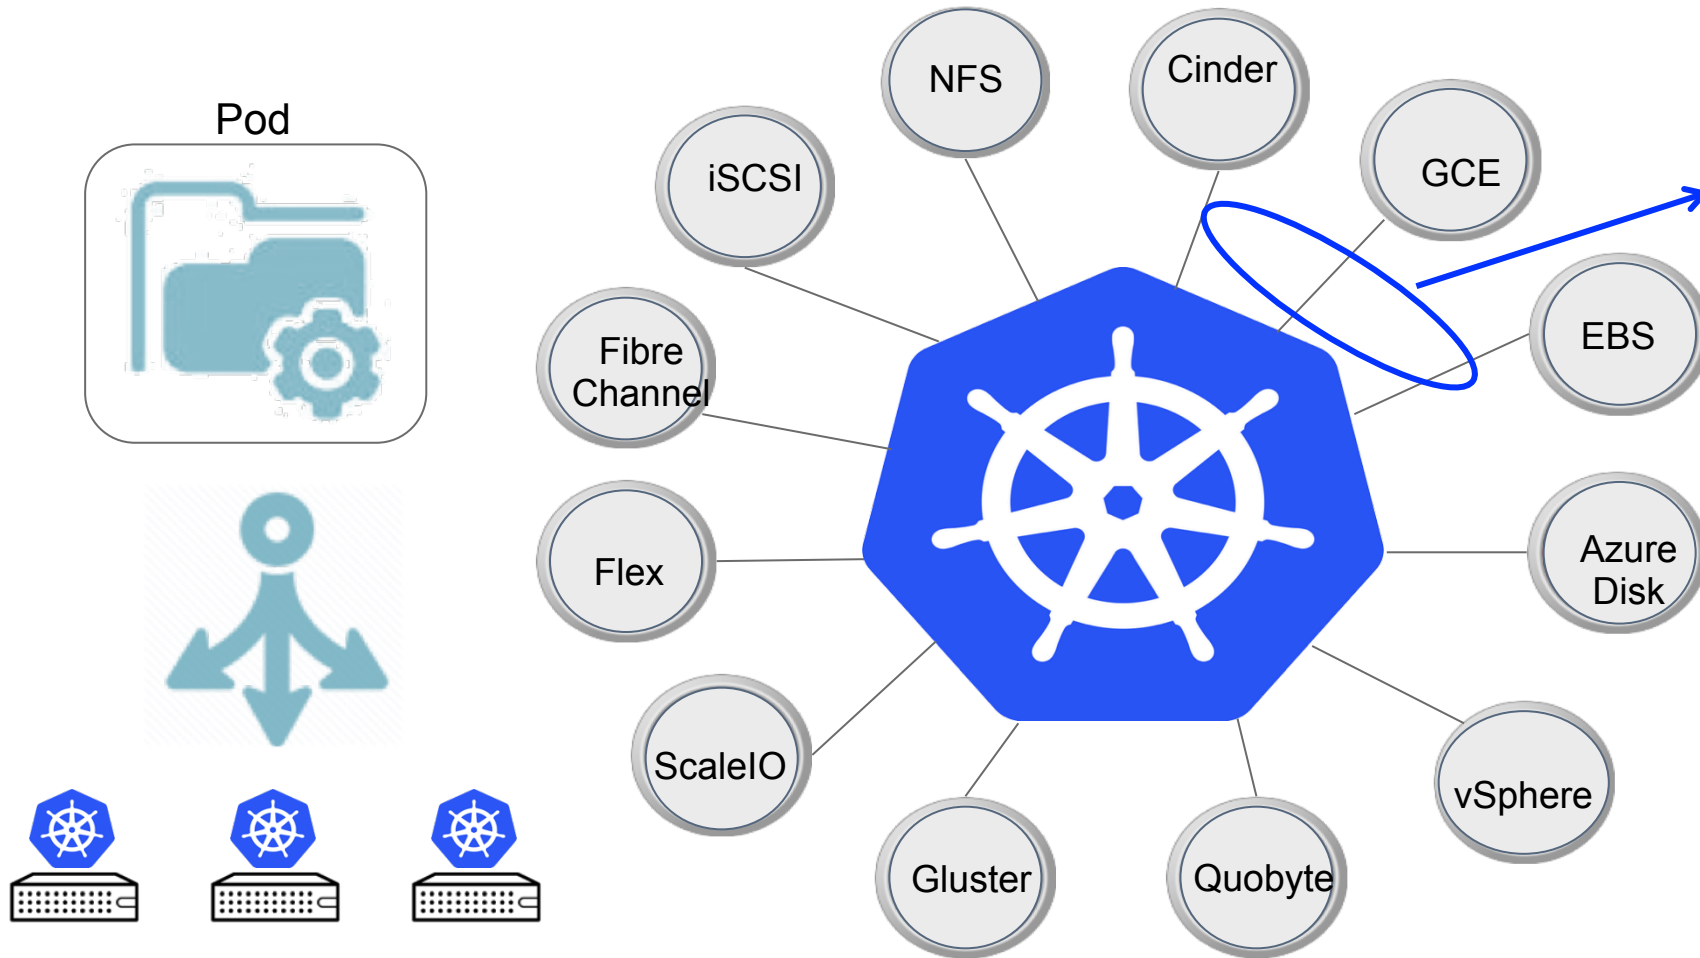 Pod
NFS
Cinder
iSCSI
GCE
Fibre
Channel
EBS
Flex
Azure
Disk
ScaleIO
vSphere
Gluster
Quobyte